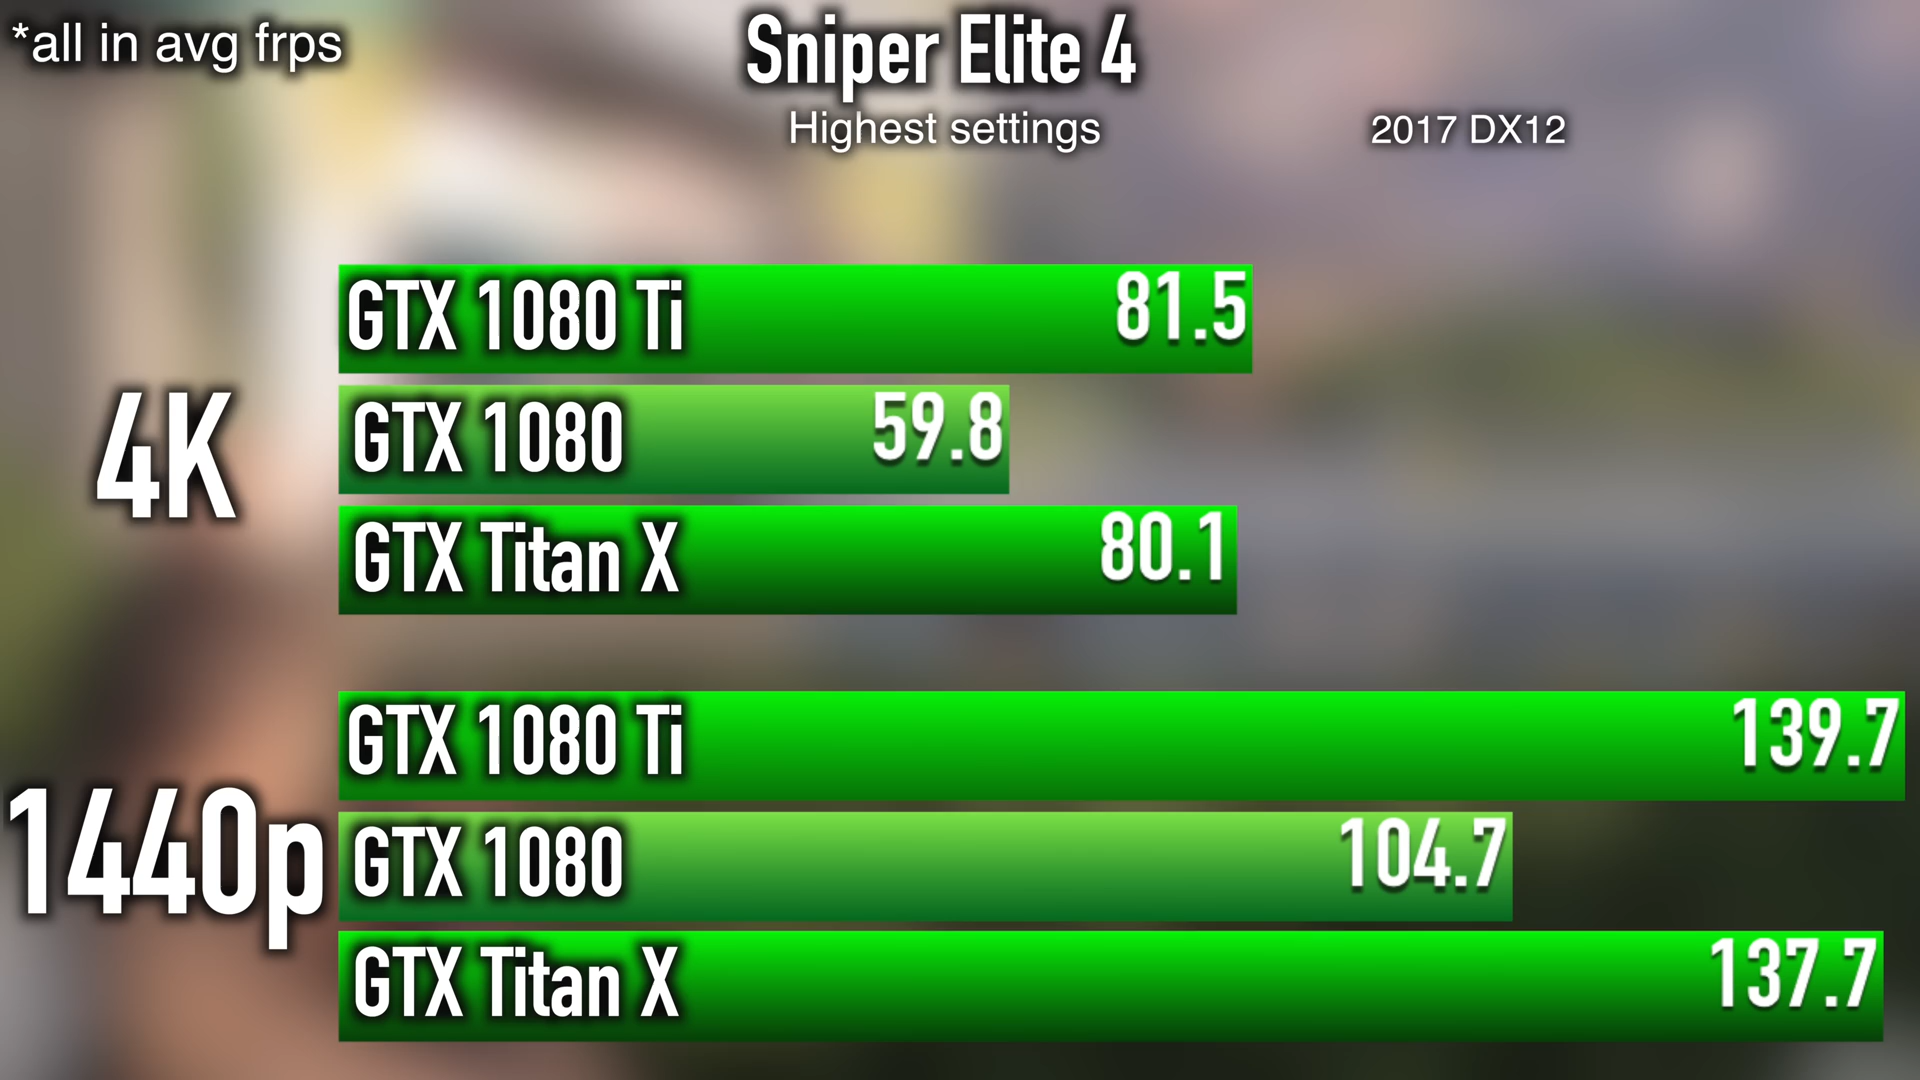 *all in avg frps
Sniper Elite 4
Highest settings
2017 DX12
4K
GTX 1080 Ti 81.5
GTX 1080 59.8
GTX Titan X 80.1
1440p
GTX 1080 Ti 139.7
GTX 1080 104.7
GTX Titan X 137.7